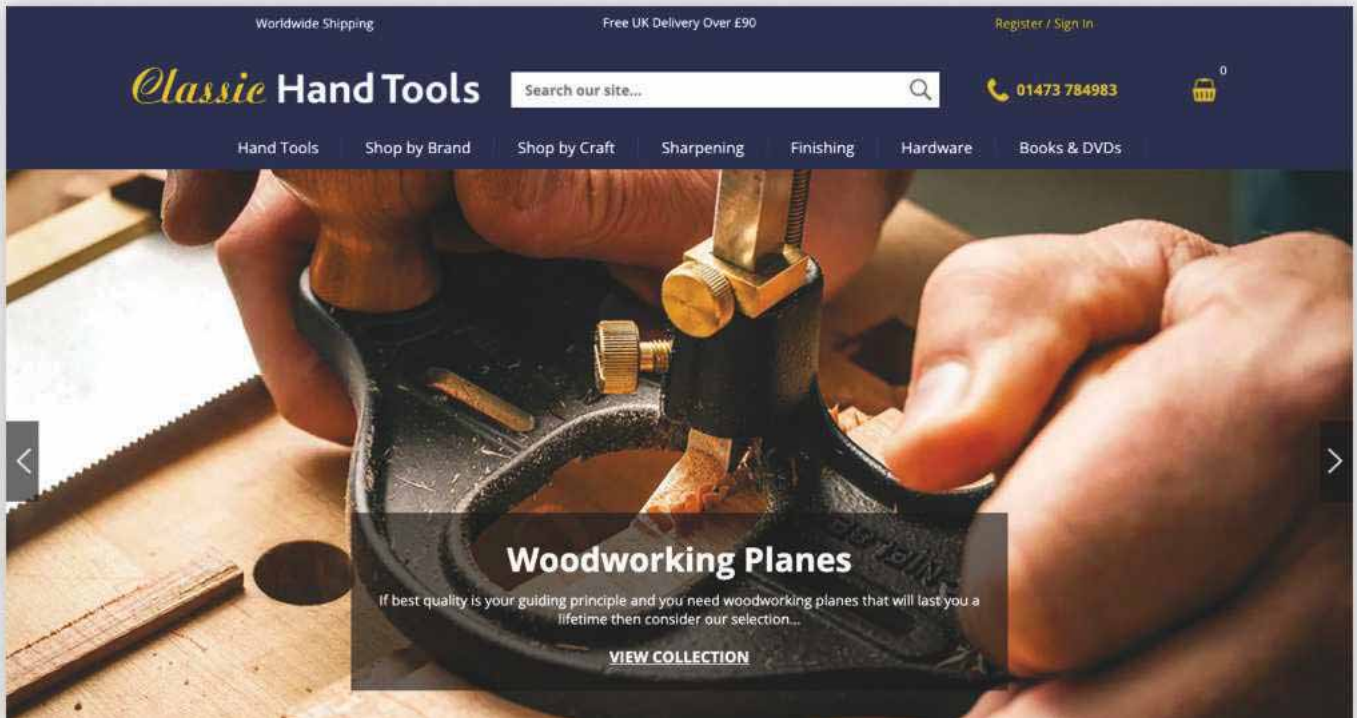 Worldwide Shipping
Free UK Delivery Over £90
Register / Sign In
Classic Hand Tools
Search our site...
01473 784983
0
Hand Tools
Shop by Brand
Shop by Craft
Sharpening
Finishing
Hardware
Books & DVDs
Woodworking Planes
If best quality is your guiding principle and you need woodworking planes that will last you a
lifetime then consider our selection...
VIEW COLLECTION